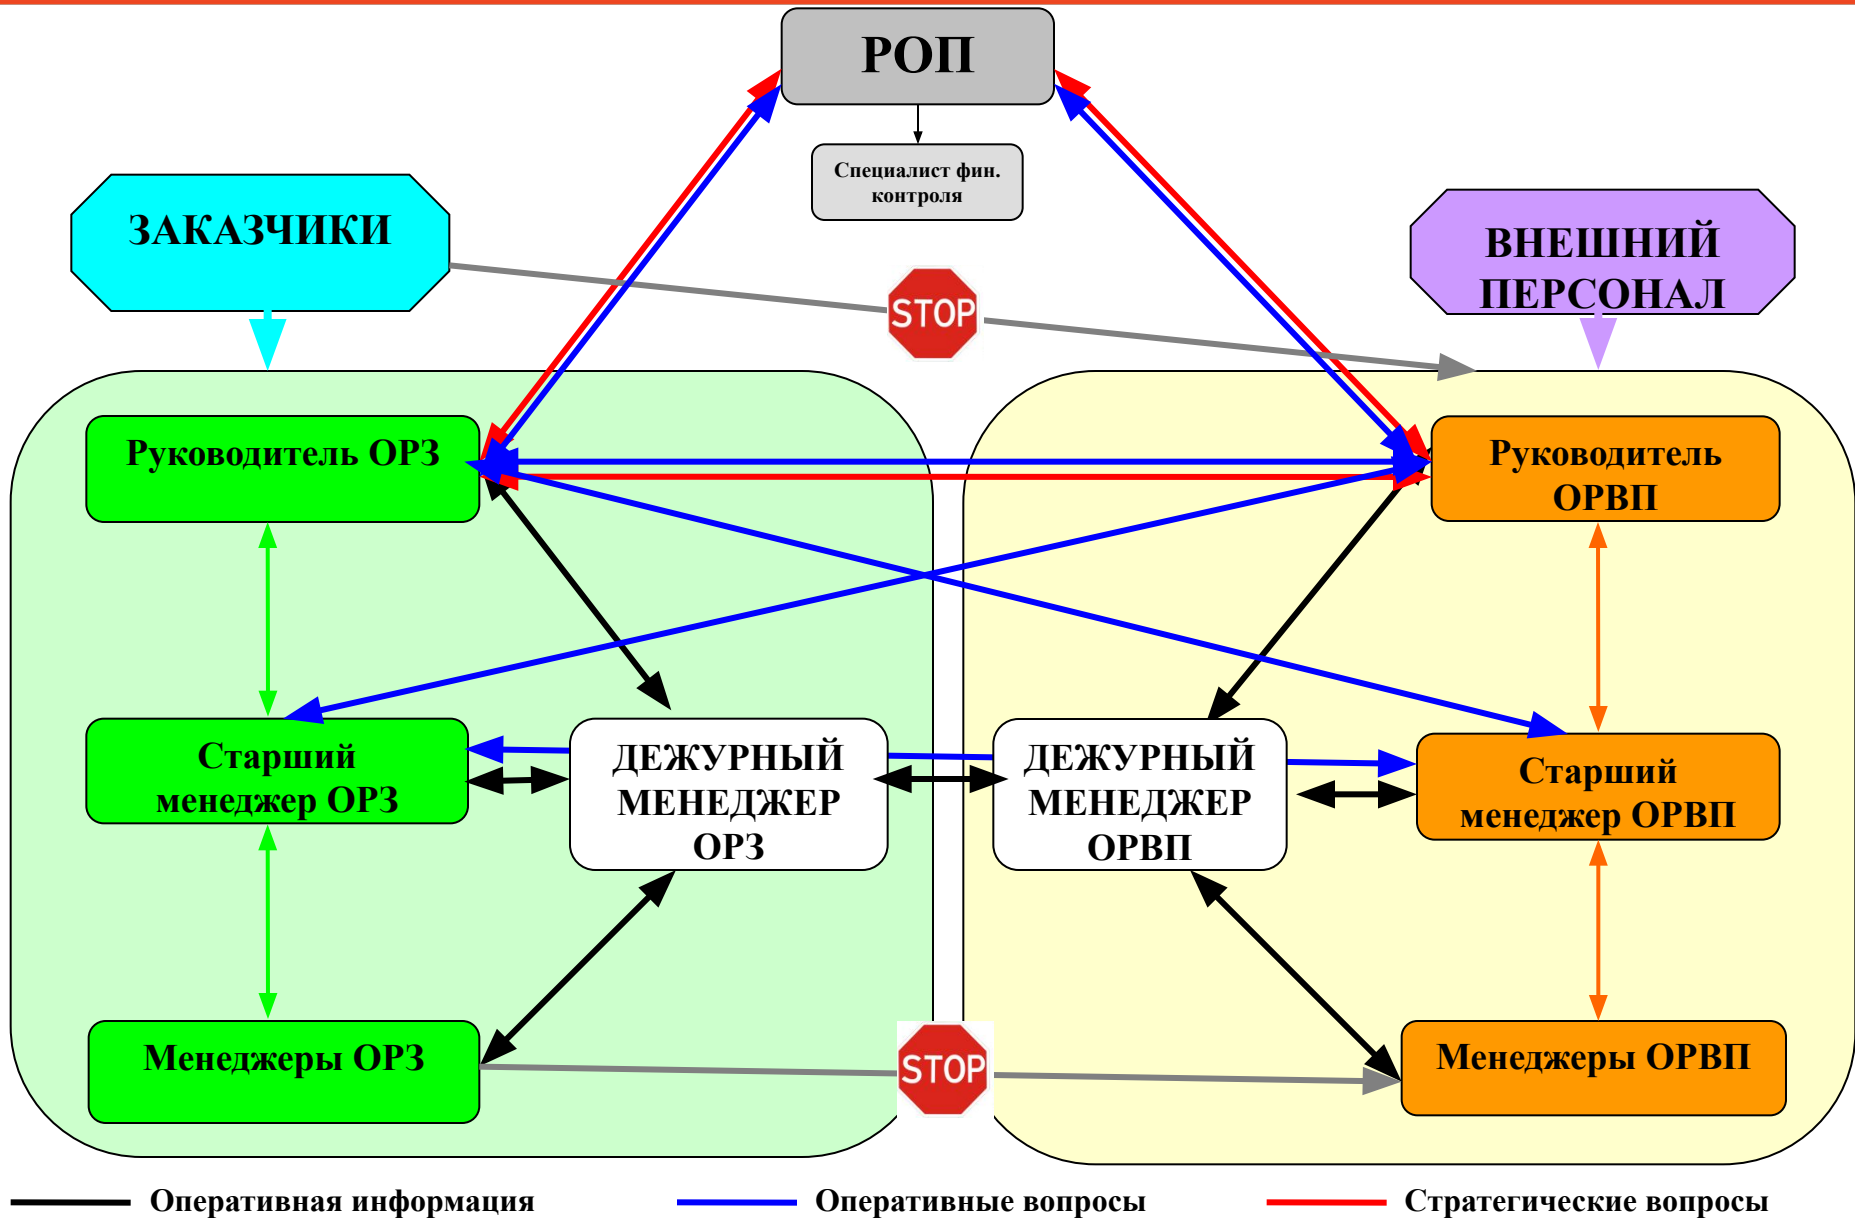 РОП
Специалист фин.
контроля
ЗАКАЗЧИКИ
ВНЕШНИЙ
ПЕРСОНАЛ
STOP
Руководитель ОРЗ
Руководитель
ОРВП
Старший
менеджер ОРЗ
ДЕЖУРНЫЙ
МЕНЕДЖЕР
ОРЗ
ДЕЖУРНЫЙ
МЕНЕДЖЕР
ОРВП
Старший
менеджер ОРВП
Менеджеры ОРЗ
STOP
Менеджеры ОРВП
Оперативная информация
Оперативные вопросы
Стратегические вопросы